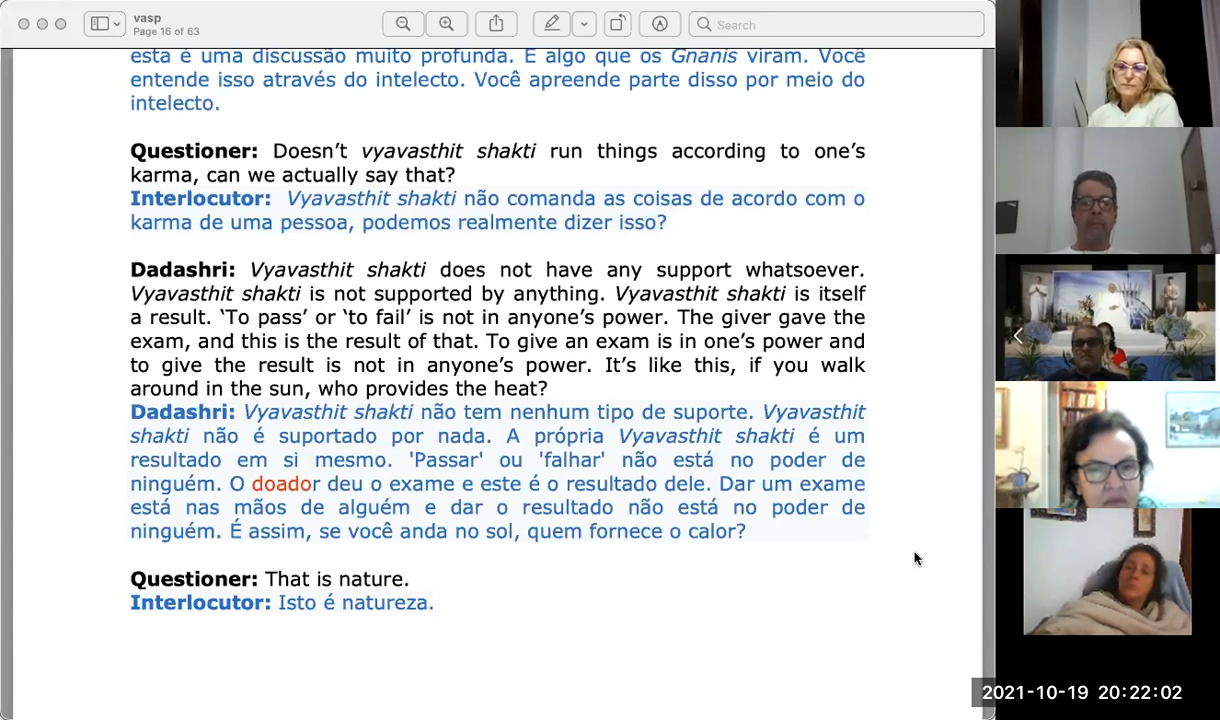 vasp
Page 16 of 63
Search
esta é uma discussão muito profunda. É algo que os Gnanis viram. Você
entende isso através do intelecto. Você apreende parte disso por meio do
intelecto.
Questioner: Doesn’t vyavasthit shakti run things according to one’s
karma, can we actually say that?
Interlocutor: Vyavasthit shakti não comanda as coisas de acordo com o
karma de uma pessoa, podemos realmente dizer isso?
Dadashri: Vyavasthit shakti does not have any support whatsoever.
Vyavasthit shakti is not supported by anything. Vyavasthit shakti is itself
a result. ‘To pass’ or ‘to fail’ is not in anyone’s power. The giver gave the
exam, and this is the result of that. To give an exam is in one’s power and
to give the result is not in anyone’s power. It’s like this, if you walk
around in the sun, who provides the heat?
Dadashri: Vyavasthit shakti não tem nenhum tipo de suporte. Vyavasthit
shakti não é suportado por nada. A própria Vyavasthit shakti é um
resultado em si mesmo. 'Passar' ou 'falhar' não está no poder de
ninguém. O doador deu o exame e este é o resultado dele. Dar um exame
está nas mãos de alguém e dar o resultado não está no poder de
ninguém. É assim, se você anda no sol, quem fornece o calor?
Questioner: That is nature.
Interlocutor: Isto é natureza.
2021-10-19 20:22:02